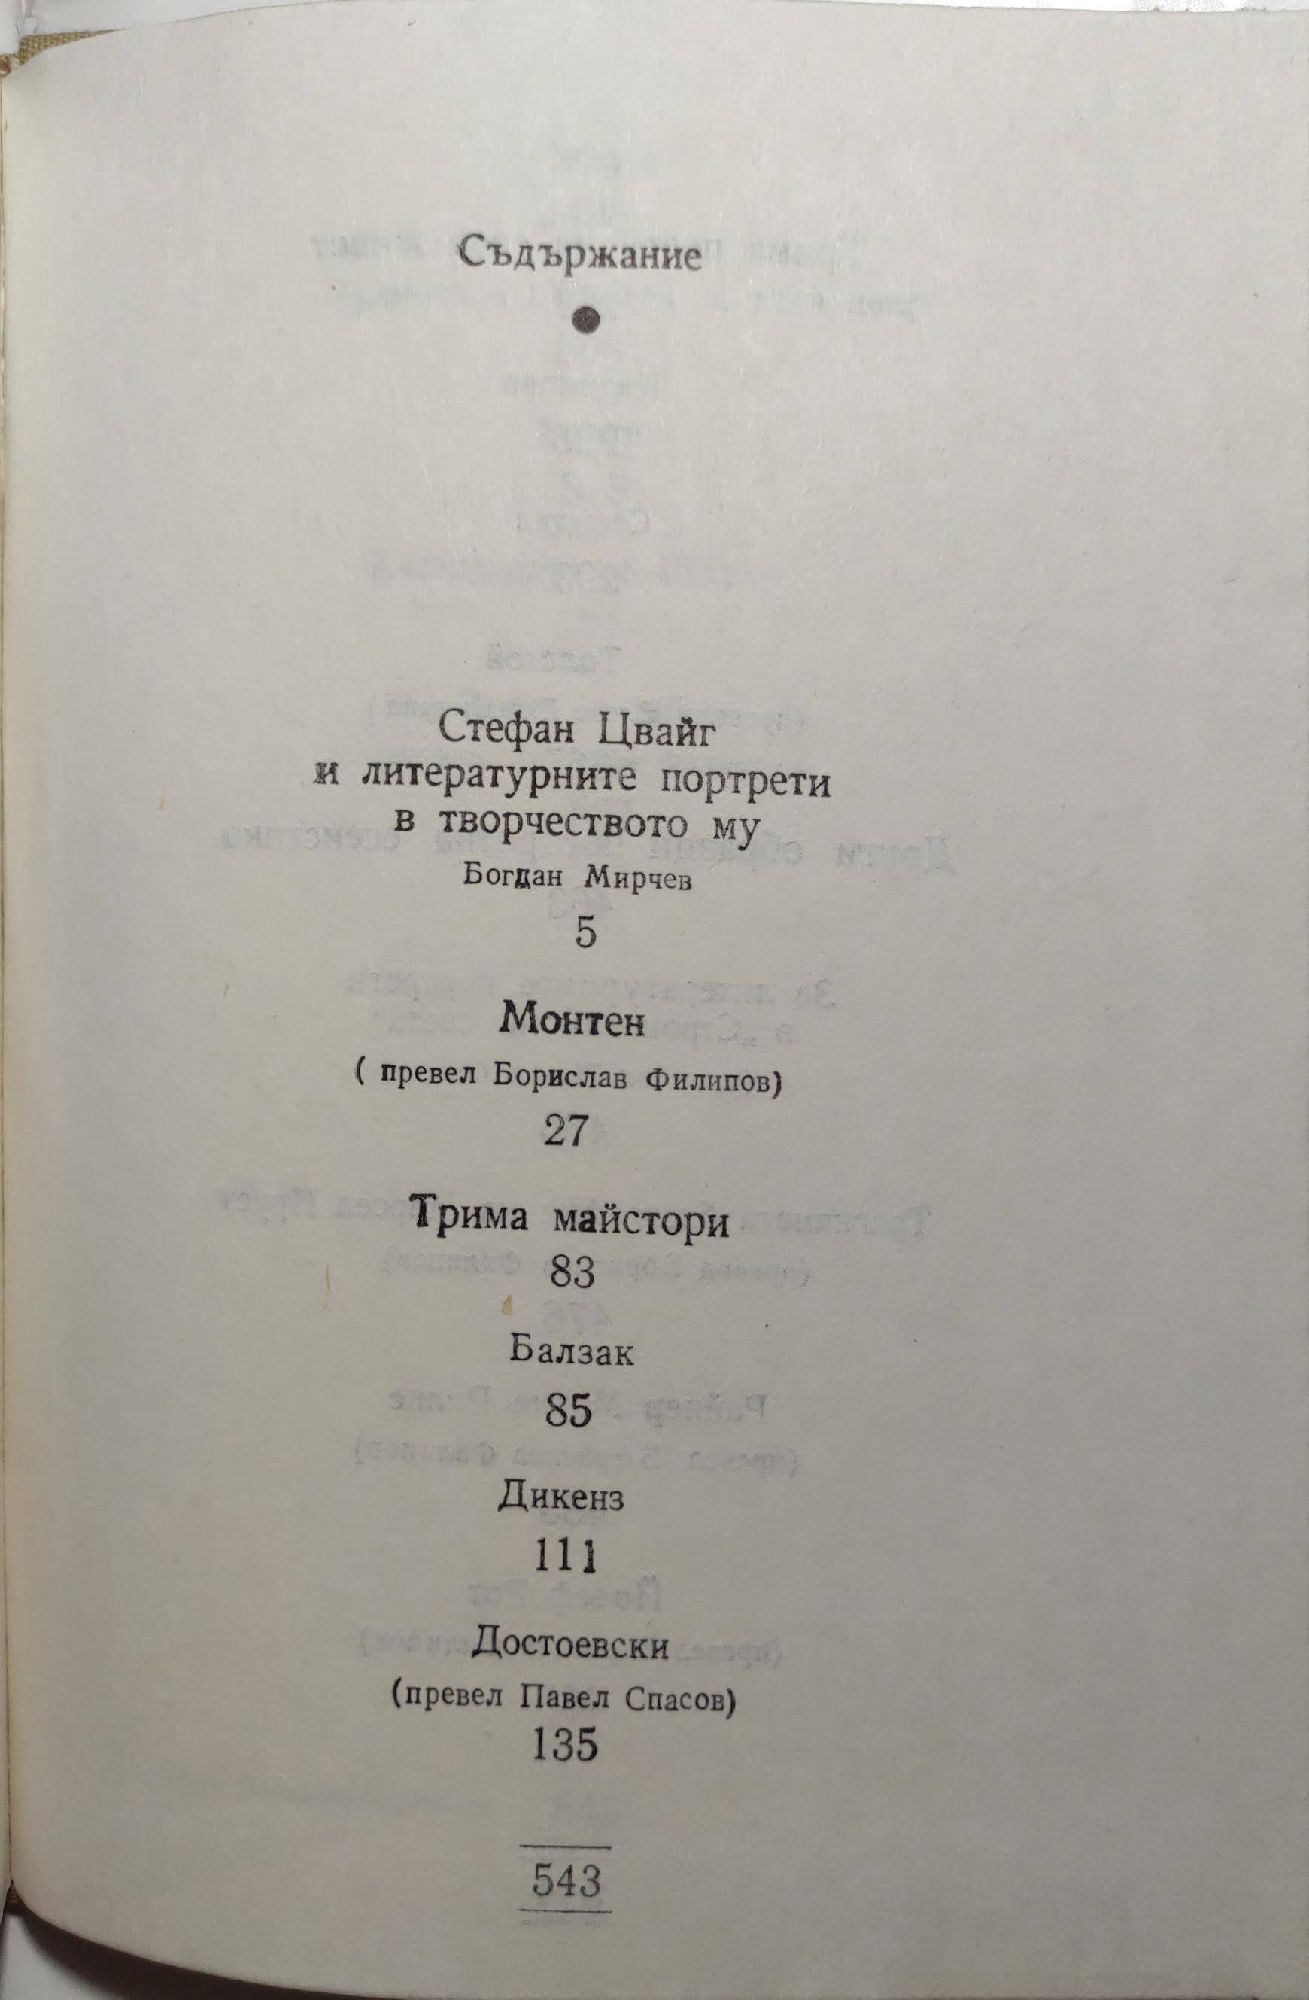 Съдържание
Стефан Цвайг
и литературните портрети
в творчеството му
Богдан Мирчев
5
Монтен
( превел Борислав Филипов)
27
Трима майстори
83
Балзак
85
Дикенз
111
Достоевски
(превел Павел Спасов)
135
543